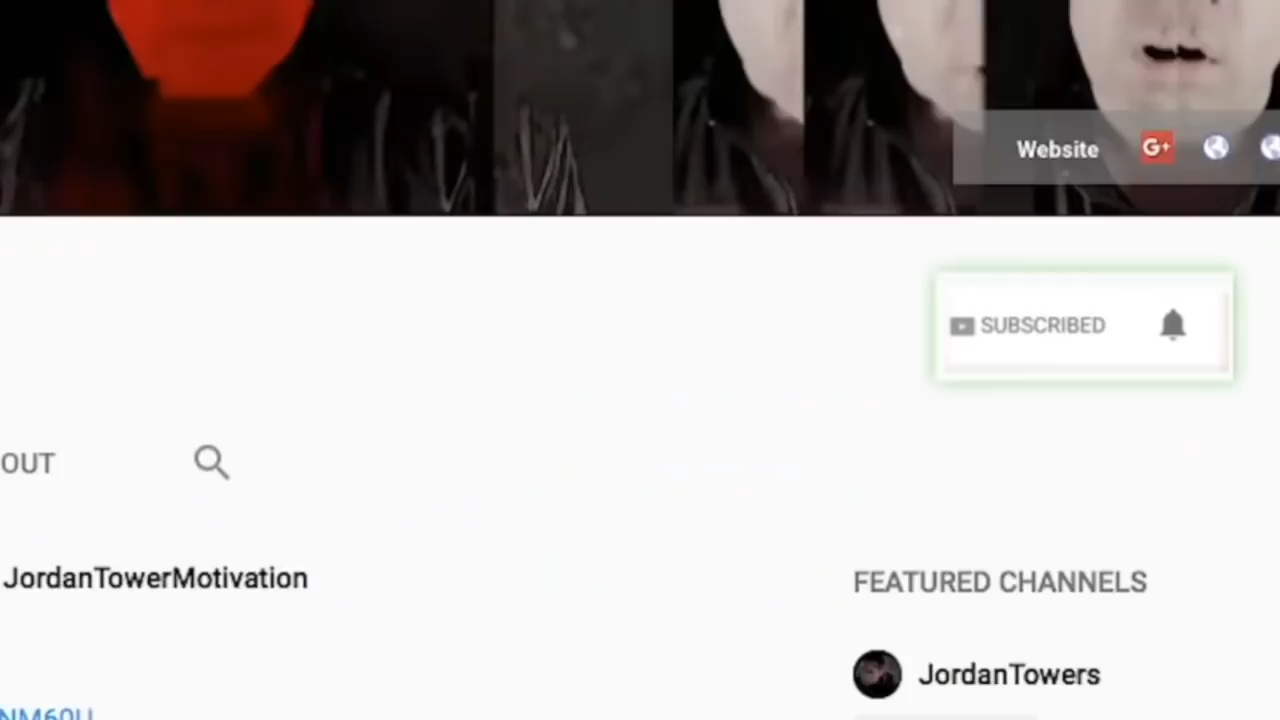 Website G+
SUBSCRIBED
OUT
JordanTowerMotivation
FEATURED CHANNELS
JordanTowers